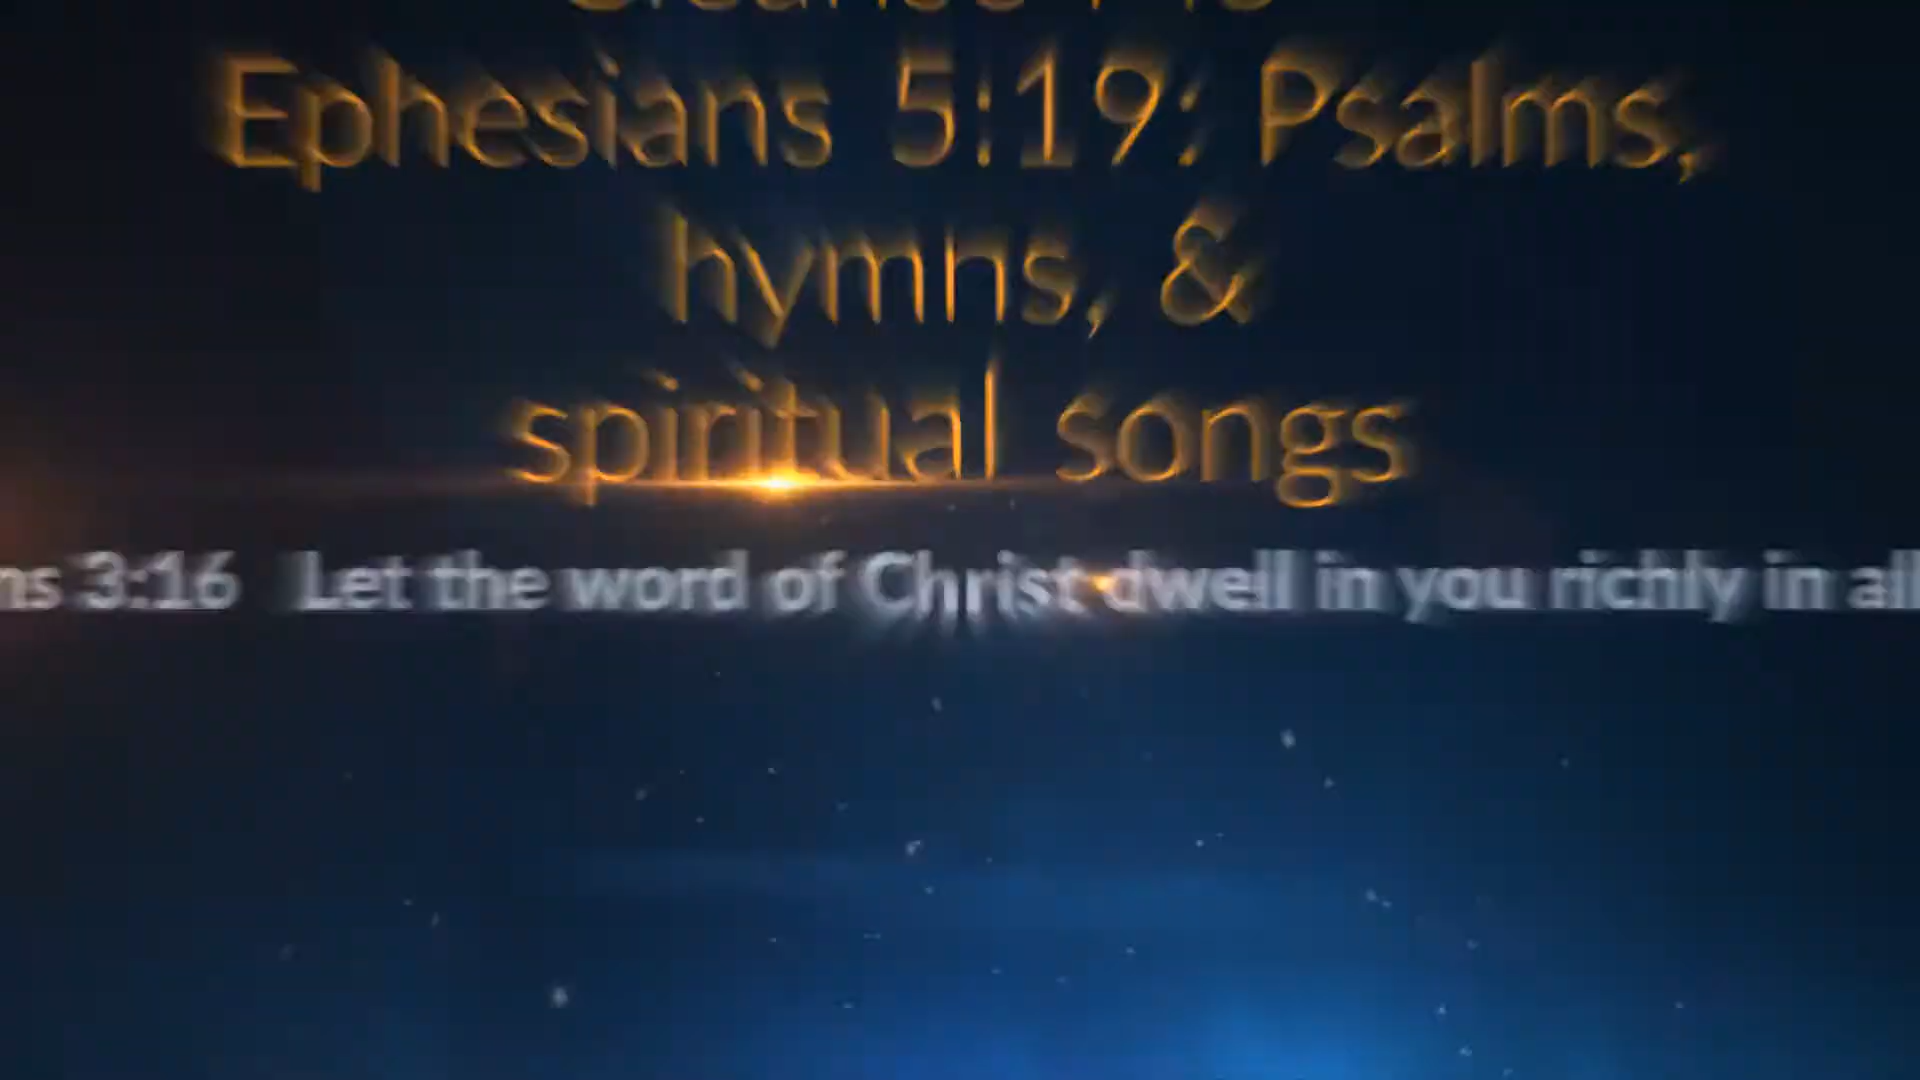 Ephesians 5:19: Psalms,
hymns, &
spiritual songs
ns 3:16 Let the word of Christ dwell in you richly in all